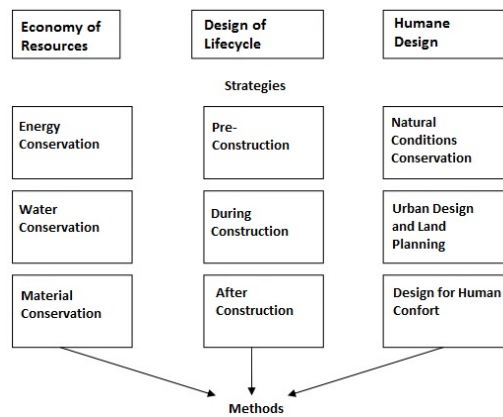 Economy of
Resources
Design of
Lifecycle
Humane
Design
Strategies
Energy
Conservation
Pre-
Construction
Natural
Conditions
Conservation
Water
Conservation
During
Construction
Urban Design
and Land
Planning
Material
Conservation
After
Construction
Design for Human
Confort
Methods